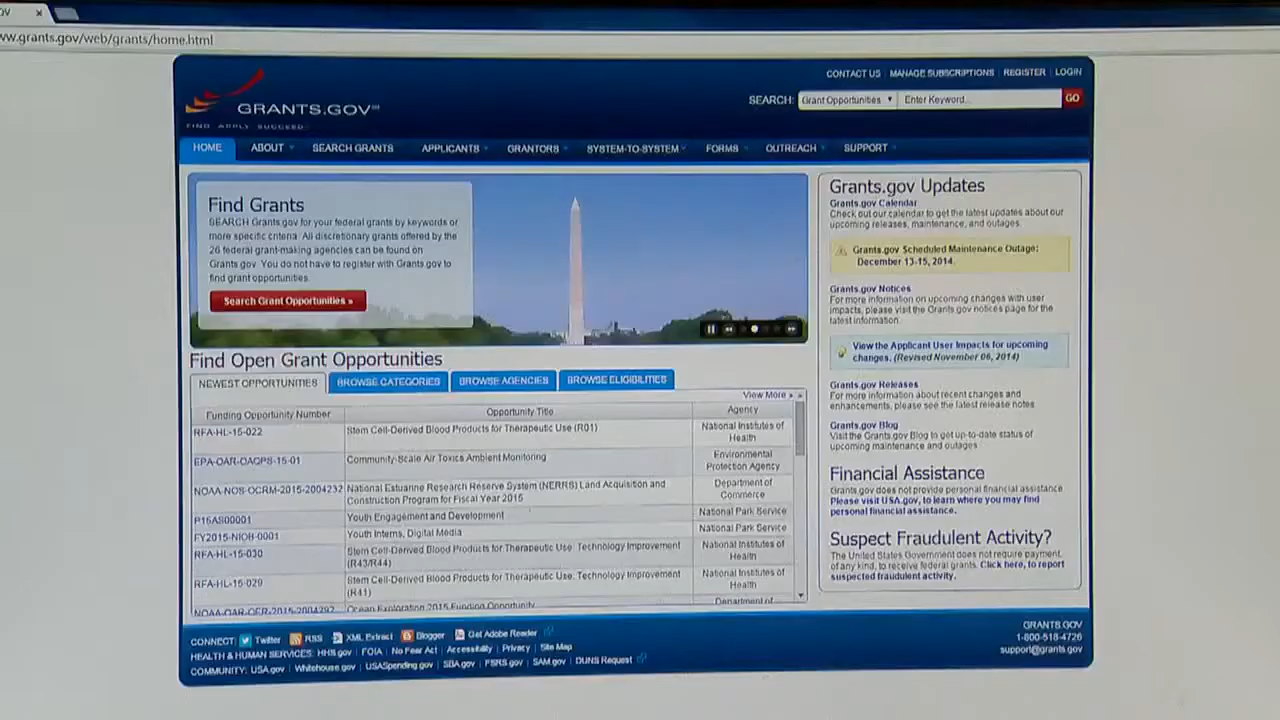 ov
ww.grants.gov/web/grants/home.html
CONTACT US | MANAGE SUBSCRIPTIONS | REGISTER | LOGIN
GRANTS.GOV℠
FIND. APPLY. SUCCEED.
SEARCH: Grant Opportunities Enter Keyword... GO
HOME ABOUT SEARCH GRANTS APPLICANTS GRANTORS SYSTEM-TO-SYSTEM FORMS OUTREACH SUPPORT
Find Grants
SEARCH Grants.gov for your federal grants by keywords or
more specific criteria. All discretionary grants offered by the
26 federal grant-making agencies can be found on
Grants.gov. You do not have to register with Grants.gov to
find grant opportunities.
Search Grant Opportunities »
Find Open Grant Opportunities
NEWEST OPPORTUNITIES BROWSE CATEGORIES BROWSE AGENCIES BROWSE ELIGIBILITIES
View More »
Funding Opportunity Number Opportunity Title Agency
RFA-HL-15-022 Stem Cell-Derived Blood Products for Therapeutic Use (R01) National Institutes of
Health
EPA-OAR-OAQPS-15-01 Community-Scale Air Toxics Ambient Monitoring Environmental
Protection Agency
NOAA-NOS-OCRM-2015-2004232 National Estuarine Research Reserve System (NERRS) Land Acquisition and
Construction Program for Fiscal Year 2015 Department of
Commerce
P15AS00001 Youth Engagement and Development National Park Service
FY2015-NIOH-0001 Youth Interns, Digital Media National Park Service
RFA-HL-15-030 Stem Cell-Derived Blood Products for Therapeutic Use: Technology Improvement
(R43/R44) National Institutes of
Health
RFA-HL-15-029 Stem Cell-Derived Blood Products for Therapeutic Use: Technology Improvement
(R41) National Institutes of
Health
NOAA-OAR-OER-2015-2004292 Ocean Exploration 2015 Funding Opportunity Department of
Grants.gov Updates
Grants.gov Calendar
Check out our calendar to get the latest updates about our
upcoming releases, maintenance, and outages.
Grants.gov Scheduled Maintenance Outage:
December 13-15, 2014.
Grants.gov Notices
For more information on upcoming changes with user
impacts, please visit the Grants.gov notices page for the
latest information.
View the Applicant User Impacts for upcoming
changes. (Revised November 06, 2014)
Grants.gov Releases
For more information about recent changes and
enhancements, please see the latest release notes
Grants.gov Blog
Visit the Grants.gov Blog to get up-to-date status of
upcoming maintenance and outages
Financial Assistance
Grants.gov does not provide personal financial assistance.
Please visit USA.gov, to learn where you may find
personal financial assistance.
Suspect Fraudulent Activity?
The United States Government does not require payment,
of any kind, to receive federal grants. Click here, to report
suspected fraudulent activity.
CONNECT: Twitter | RSS | XML Extract | Blogger | Get Adobe Reader
HEALTH & HUMAN SERVICES: HHS.gov | FOIA | No Fear Act | Accessibility | Privacy | Site Map
COMMUNITY: USA.gov | Whitehouse.gov | USASpending.gov | SBA.gov | FSRS.gov | SAM.gov | DUNS Request
GRANTS.GOV
1-800-518-4726
support@grants.gov